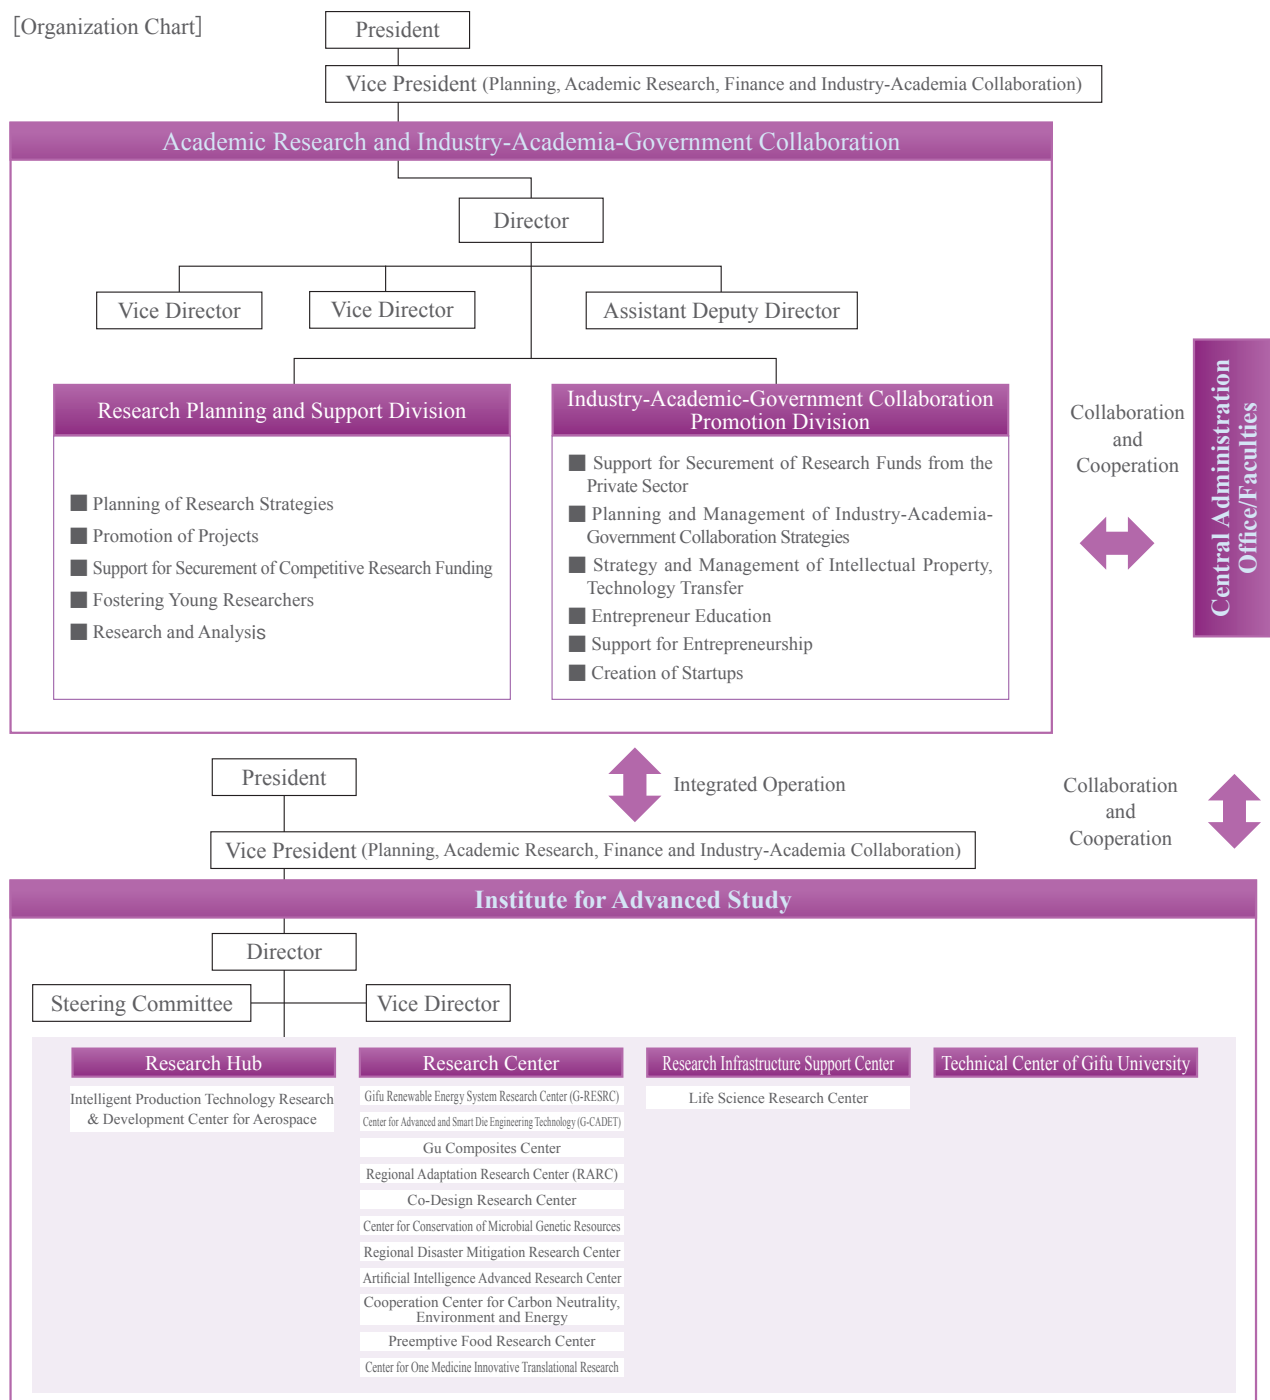 [Organization Chart]
President
Vice President (Planning, Academic Research, Finance and Industry-Academia Collaboration)
Academic Research and Industry-Academia-Government Collaboration
Director
Vice Director
Vice Director
Assistant Deputy Director
Research Planning and Support Division
■ Planning of Research Strategies
■ Promotion of Projects
■ Support for Securement of Competitive Research Funding
■ Fostering Young Researchers
■ Research and Analysis
Industry-Academic-Government Collaboration
Promotion Division
■ Support for Securement of Research Funds from the
Private Sector
■ Planning and Management of Industry-Academia-
Government Collaboration Strategies
■ Strategy and Management of Intellectual Property,
Technology Transfer
■ Entrepreneur Education
■ Support for Entrepreneurship
■ Creation of Startups
Collaboration
and
Cooperation
Central Administration
Office/Faculties
Integrated Operation
Collaboration
and
Cooperation
President
Vice President (Planning, Academic Research, Finance and Industry-Academia Collaboration)
Institute for Advanced Study
Director
Steering Committee
Vice Director
Research Hub
Intelligent Production Technology Research
& Development Center for Aerospace
Research Center
Gifu Renewable Energy System Research Center (G-RESRC)
Center for Advanced and Smart Die Engineering Technology (G-CADET)
Gu Composites Center
Regional Adaptation Research Center (RARC)
Co-Design Research Center
Center for Conservation of Microbial Genetic Resources
Regional Disaster Mitigation Research Center
Artificial Intelligence Advanced Research Center
Cooperation Center for Carbon Neutrality,
Environment and Energy
Preemptive Food Research Center
Center for One Medicine Innovative Translational Research
Research Infrastructure Support Center
Life Science Research Center
Technical Center of Gifu University